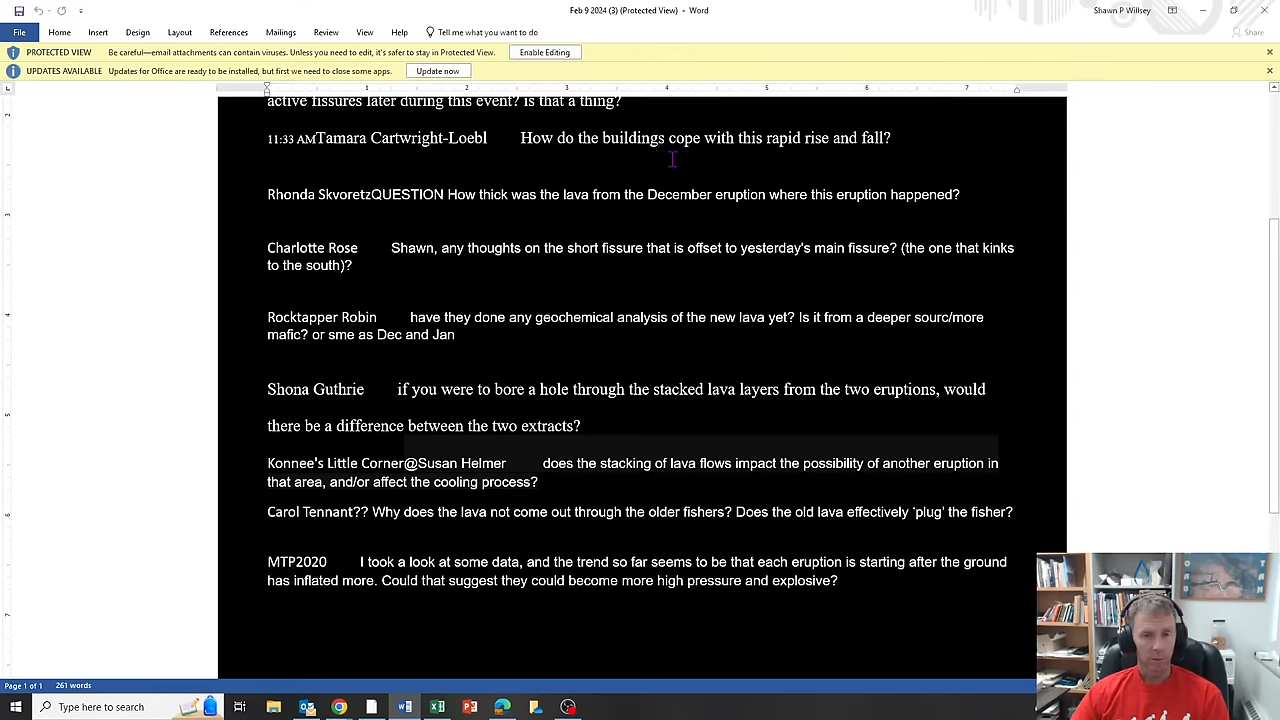 Feb 9 2024 (3) (Protected View) - Word
Shawn P Willsey
File Home Insert Design Layout References Mailings Review View Help Tell me what you want to do Share
PROTECTED VIEW Be careful—email attachments can contain viruses. Unless you need to edit, it's safer to stay in Protected View. Enable Editing
UPDATES AVAILABLE Updates for Office are ready to be installed, but first we need to close some apps. Update now
1 2 3 4 5 6 7
active fissures later during this event? is that a thing?
11:33 AMTamara Cartwright-Loebl How do the buildings cope with this rapid rise and fall?
Rhonda SkvoretzQUESTION How thick was the lava from the December eruption where this eruption happened?
Charlotte Rose Shawn, any thoughts on the short fissure that is offset to yesterday's main fissure? (the one that kinks
to the south)?
Rocktapper Robin have they done any geochemical analysis of the new lava yet? Is it from a deeper sourc/more
mafic? or sme as Dec and Jan
Shona Guthrie if you were to bore a hole through the stacked lava layers from the two eruptions, would
there be a difference between the two extracts?
Konnee's Little Corner@Susan Helmer does the stacking of lava flows impact the possibility of another eruption in
that area, and/or affect the cooling process?
Carol Tennant?? Why does the lava not come out through the older fishers? Does the old lava effectively 'plug' the fisher?
MTP2020 I took a look at some data, and the trend so far seems to be that each eruption is starting after the ground
has inflated more. Could that suggest they could become more high pressure and explosive?
Page 1 of 1 261 words
Type here to search